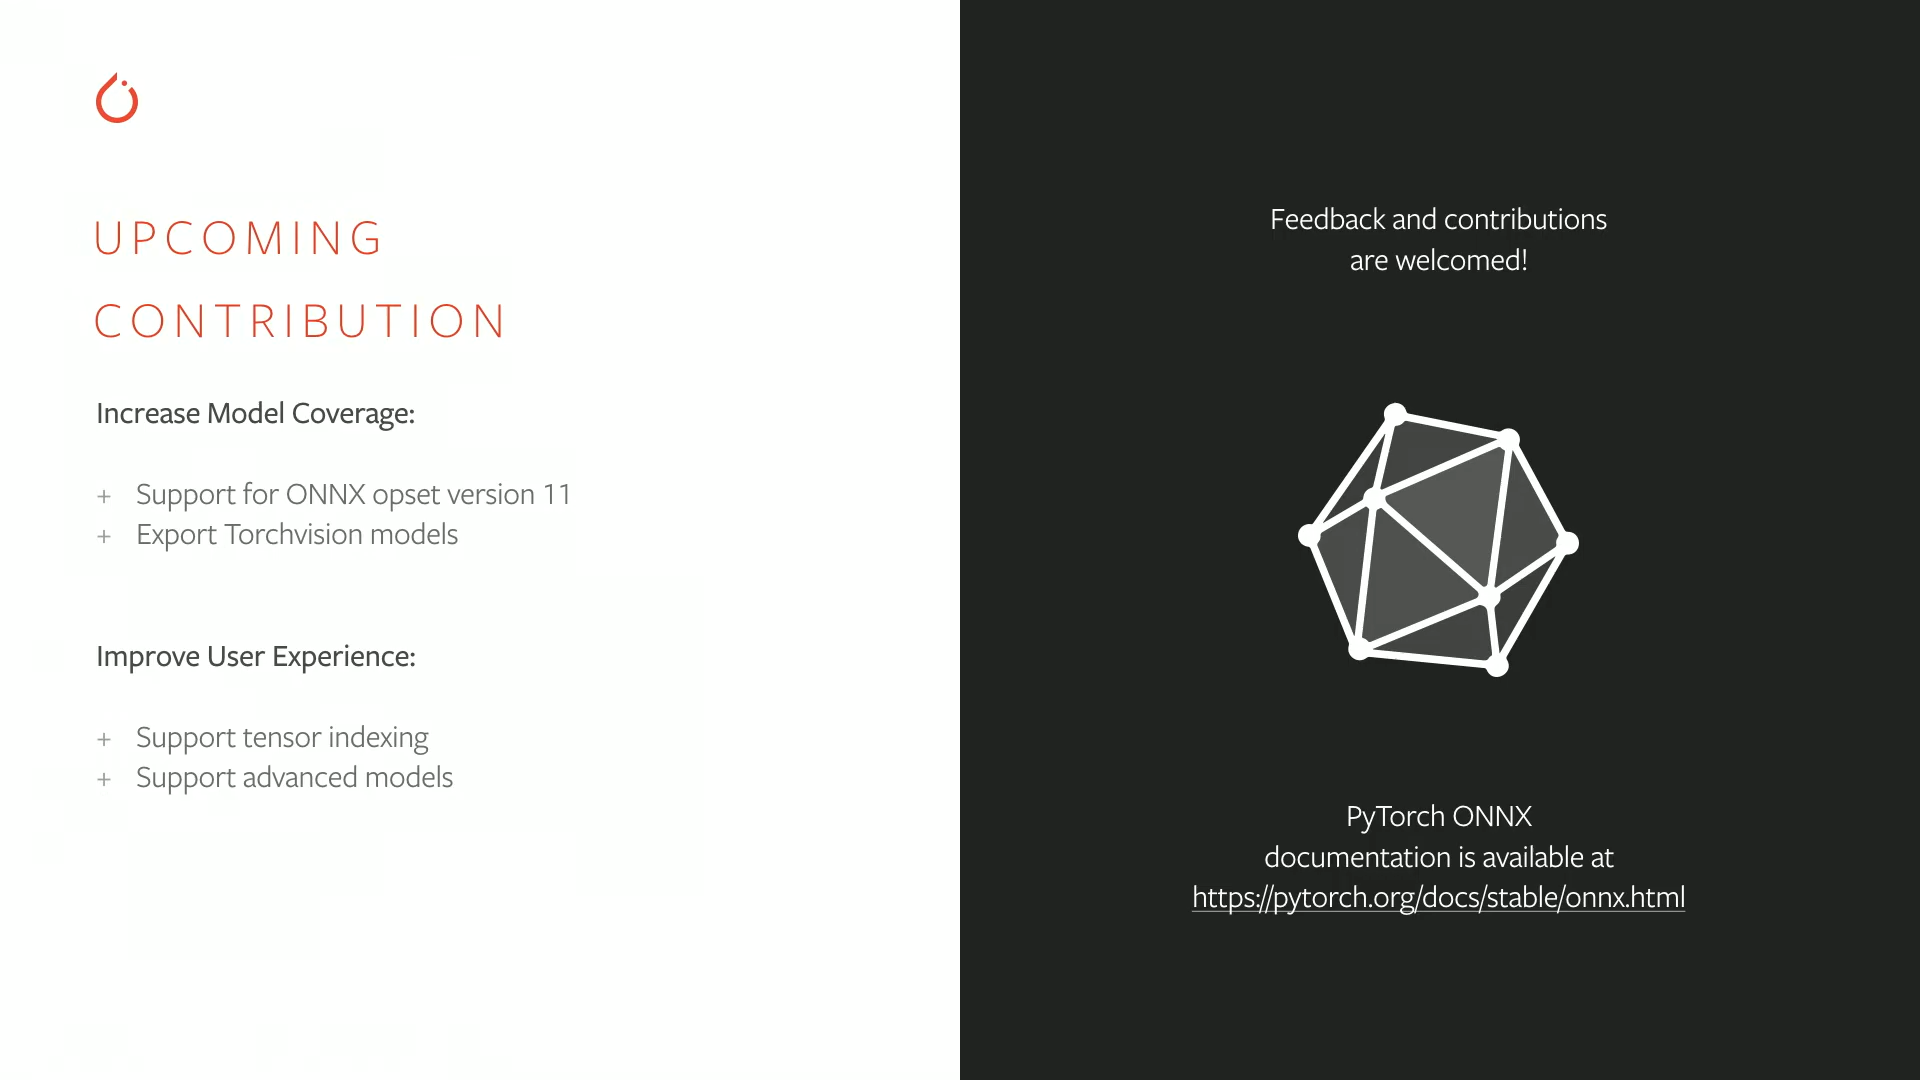 UPCOMING
CONTRIBUTION
Increase Model Coverage:
+ Support for ONNX opset version 11
+ Export Torchvision models
Improve User Experience:
+ Support tensor indexing
+ Support advanced models
Feedback and contributions
are welcomed!
PyTorch ONNX
documentation is available at
https://pytorch.org/docs/stable/onnx.html